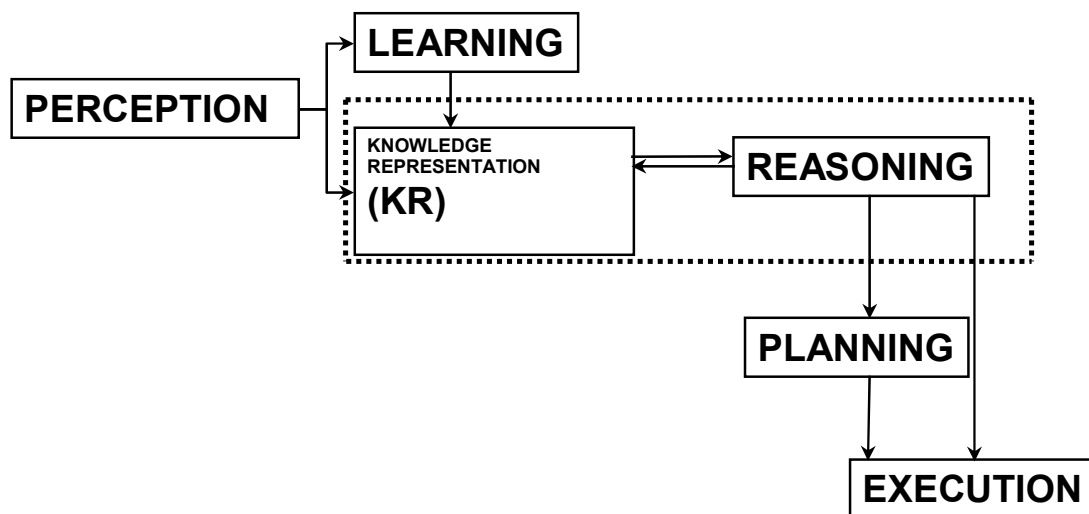 LEARNING
PERCEPTION
KNOWLEDGE
REPRESENTATION
(KR)
REASONING
PLANNING
EXECUTION